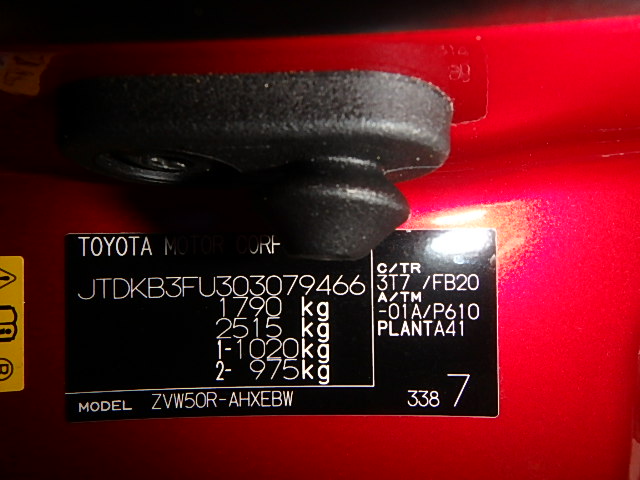 TOYOTA MOTOR CORP
JTDKB3FU303079466
1790 kg
2515 kg
1-1020kg
2- 975kg
C/TR
3T7 /FB20
A/TM
-01A/P610
PLANTA41
MODEL ZVW50R-AHXEBW
338 7